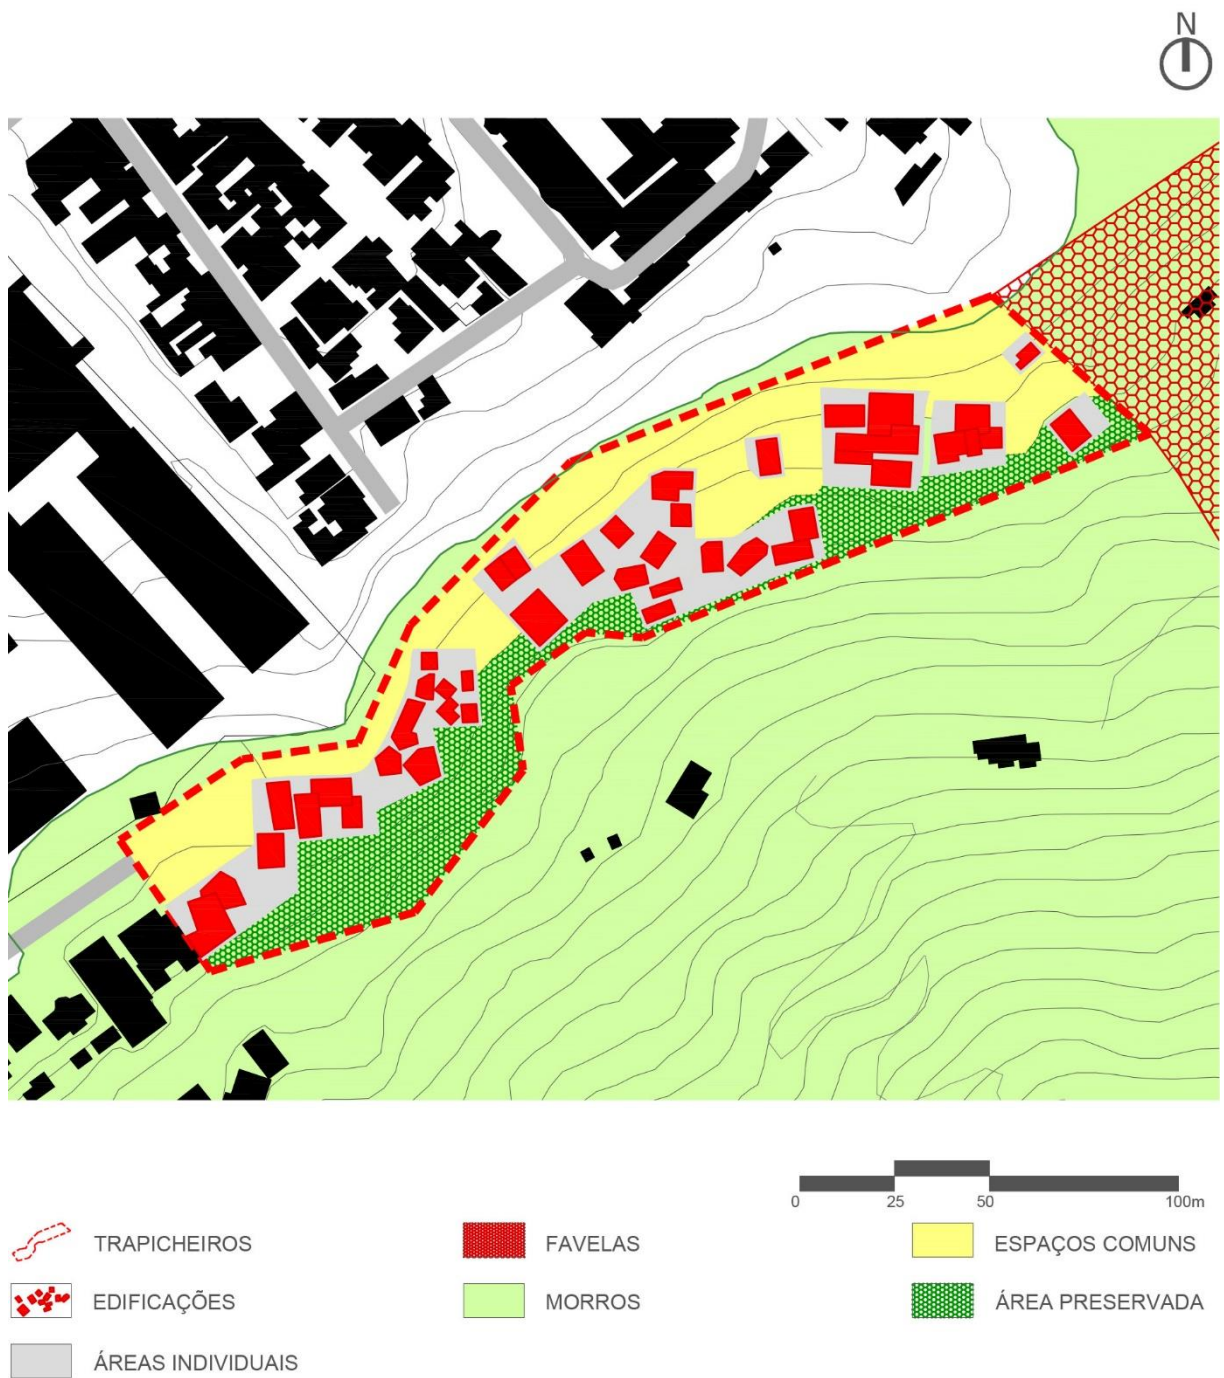 N
0 25 50 100m
TRAPICHEIROS FAVELAS ESPAÇOS COMUNS
EDIFICAÇÕES MORROS ÁREA PRESERVADA
ÁREAS INDIVIDUAIS